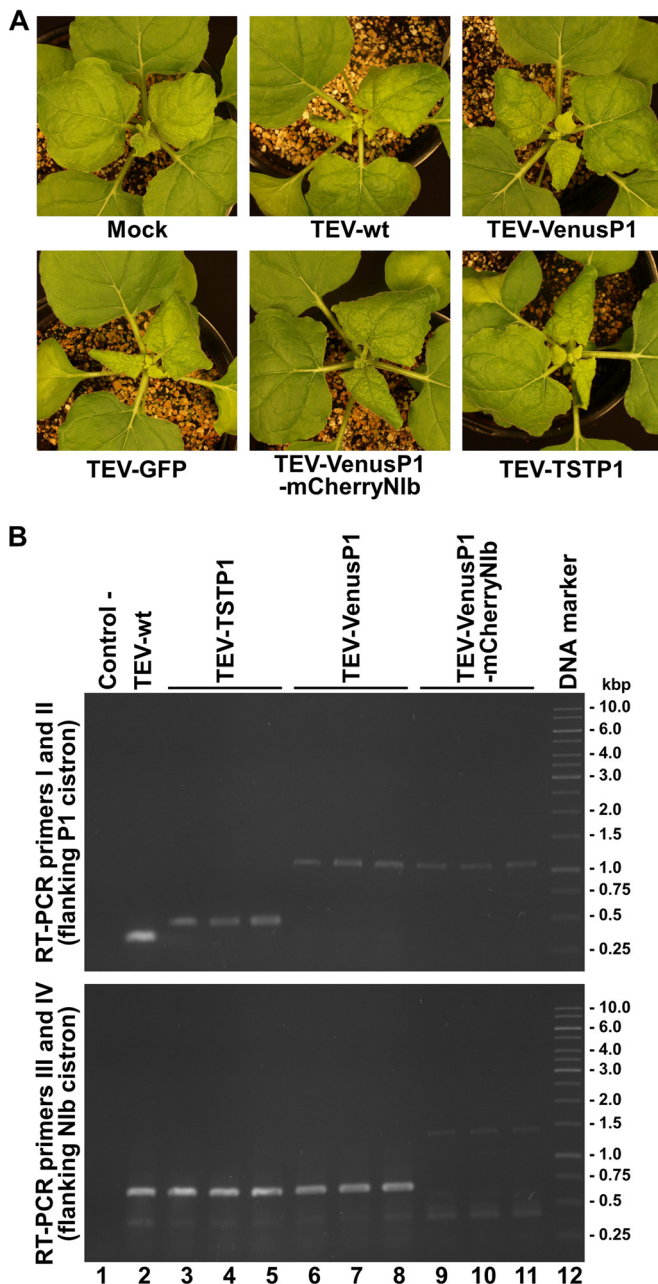 A
Mock
TEV-wt
TEV-VenusP1
TEV-GFP
TEV-VenusP1
-mCherryNIb
TEV-TSTP1
B
Control -
TEV-wt
TEV-TSTP1
TEV-VenusP1
TEV-VenusP1
-mCherryNIb
DNA marker
kbp
RT-PCR primers I and II
(flanking P1 cistron)
- 10.0
- 6.0
- 4.0
- 3.0
- 2.0
- 1.5
- 1.0
- 0.75
- 0.5
- 0.25
RT-PCR primers III and IV
(flanking NIb cistron)
- 10.0
- 6.0
- 4.0
- 3.0
- 2.0
- 1.5
- 1.0
- 0.75
- 0.5
- 0.25
1 2 3 4 5 6 7 8 9 10 11 12